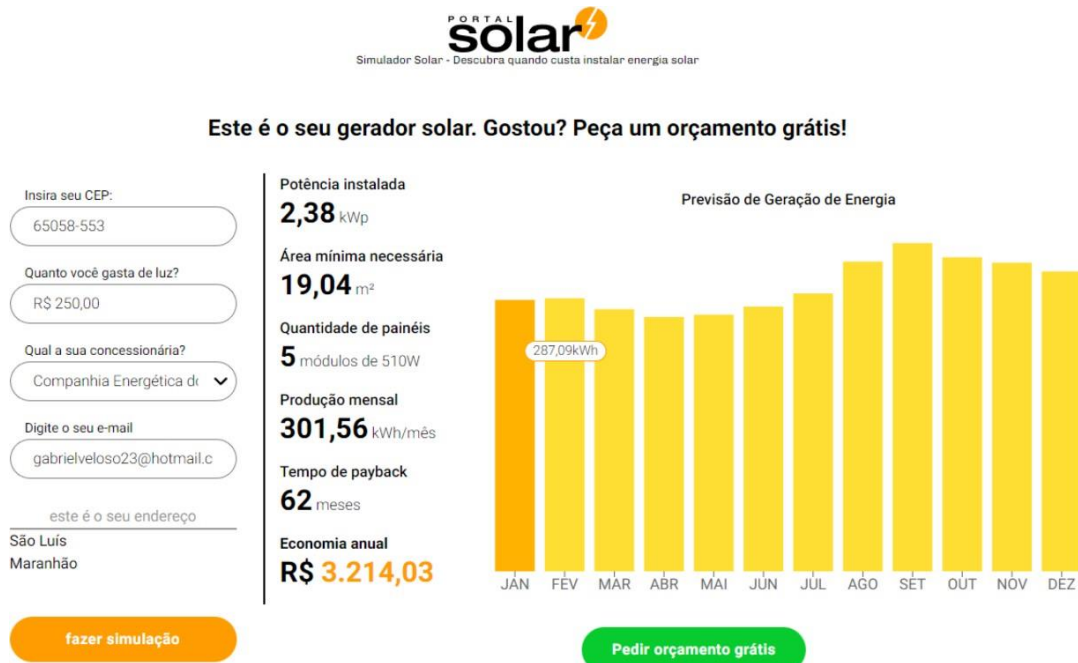 PORTAL
solar
Simulador Solar - Descubra quando custa instalar energia solar
Este é o seu gerador solar. Gostou? Peça um orçamento grátis!
Insira seu CEP:
65058-553
Quanto você gasta de luz?
R$ 250,00
Qual a sua concessionária?
Companhia Energética do
Digite o seu e-mail
gabrielveloso23@hotmail.c
este é o seu endereço
São Luís
Maranhão
fazer simulação
Potência instalada
2,38 kWp
Área mínima necessária
19,04 m²
Quantidade de painéis
5 módulos de 510W
Produção mensal
301,56 kWh/mês
Tempo de payback
62 meses
Economia anual
R$ 3.214,03
Previsão de Geração de Energia
287,09kWh
JAN FEV MAR ABR MAI JUN JUL AGO SET OUT NOV DEZ
Pedir orçamento grátis